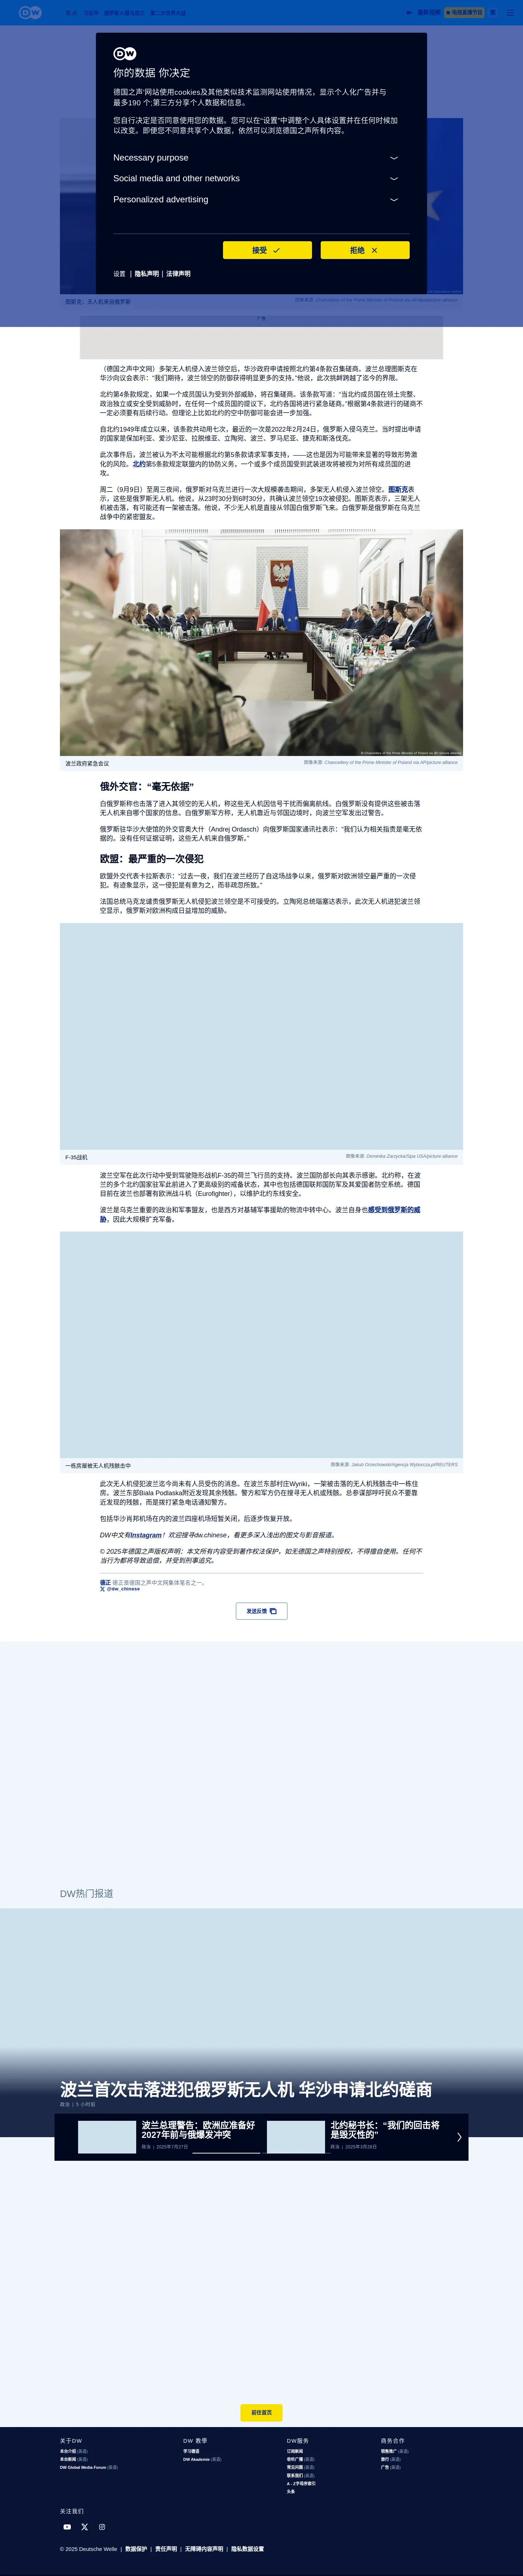 DW
你的数据 你决定
德国之声'网站使用cookies及其他类似技术监测网站使用情况，显示个人化广告并与
最多190 个;第三方分享个人数据和信息。
您自行决定是否同意使用您的数据。您可以在"设置"中调整个人具体设置并在任何时候加
以改变。即便您不同意共享个人数据，依然可以浏览德国之声所有内容。
Necessary purpose
Social media and other networks
Personalized advertising
接受
拒绝
设置 | 隐私声明 | 法律声明
图斯克：无人机来自俄罗斯
广告
（德国之声中文网）多架无人机侵入波兰领空后，华沙政府申请按照北约第4条款召集磋商。波兰总理图斯克在
华沙向议会表示：“我们期待，波兰领空的防御获得明显更多的支持。”他说，此次挑衅跨越了迄今的界限。
北约第4条款规定，如果一个成员国认为受到外部威胁，将召集磋商。该条款写道：“当北约成员国在领土完整、
政治独立或安全受到威胁时，在任何一个成员国的提议下，北约各国将进行紧急磋商。”根据第4条款进行的磋商不
一定必须要有后续行动。但理论上比如北约的空中防御可能会进一步加强。
自北约1949年成立以来，该条款共动用七次，最近的一次是2022年2月24日，俄罗斯入侵乌克兰。当时提出申请
的国家是保加利亚、爱沙尼亚、拉脱维亚、立陶宛、波兰、罗马尼亚、捷克和斯洛伐克。
此次事件后，波兰被认为不太可能根据北约第5条款请求军事支持，——这也是因为可能带来显著的导致形势激
化的风险。北约第5条款规定联盟内的协防义务，一个或多个成员国受到武装进攻将被视为对所有成员国的进
攻。
周二（9月9日）至周三夜间，俄罗斯对乌克兰进行一次大规模袭击期间，多架无人机侵入波兰领空。图斯克表
示，这些是俄罗斯无人机。他说，从23时30分到6时30分，共确认波兰领空19次被侵犯。图斯克表示，三架无人
机被击落，有可能还有一架被击落。他说，不少无人机是直接从邻国白俄罗斯飞来。白俄罗斯是俄罗斯在乌克兰
战争中的紧密盟友。
波兰政府紧急会议
图像来源: Chancellery of the Prime Minister of Poland via AP/picture alliance
俄外交官：“毫无依据”
白俄罗斯称也击落了进入其领空的无人机，称这些无人机因信号干扰而偏离航线。白俄罗斯没有提供这些被击落
无人机来自哪个国家的信息。白俄罗斯军方称，无人机靠近与邻国边境时，向波兰空军发出过警告。
俄罗斯驻华沙大使馆的外交官奥大什（Andrej Ordasch）向俄罗斯国家通讯社表示：“我们认为相关指责是毫无依
据的。没有任何证据证明，这些无人机来自俄罗斯。”
欧盟：最严重的一次侵犯
欧盟外交代表卡拉斯表示：“过去一夜，我们在波兰经历了自这场战争以来，俄罗斯对欧洲领空最严重的一次侵
犯。有迹象显示，这一侵犯是有意为之，而非疏忽所致。”
法国总统马克龙谴责俄罗斯无人机侵犯波兰领空是不可接受的。立陶宛总统瑙塞达表示，此次无人机进犯波兰领
空显示，俄罗斯对欧洲构成日益增加的威胁。
F-35战机
图像来源: Dominika Zarzycka/Sipa USA/picture alliance
波兰空军在此次行动中受到驾驶隐形战机F-35的荷兰飞行员的支持。波兰国防部长向其表示感谢。北约称，在波
兰的多个北约国家驻军此前进入了更高级别的戒备状态，其中也包括德国联邦国防军及其爱国者防空系统。德国
目前在波兰也部署有欧洲战斗机（Eurofighter），以维护北约东线安全。
波兰是乌克兰重要的政治和军事盟友，也是西方对基辅军事援助的物流中转中心。波兰自身也感受到俄罗斯的威
胁，因此大规模扩充军备。
一栋房屋被无人机残骸击中
图像来源: Jakub Orzechowski/Agencja Wyborcza.pl/REUTERS
此次无人机侵犯波兰迄今尚未有人员受伤的消息。在波兰东部村庄Wyriki，一架被击落的无人机残骸击中一栋住
房。波兰东部Biala Podlaska附近发现其余残骸。警方和军方仍在搜寻无人机或残骸。总参谋部呼吁民众不要靠
近发现的残骸，而是拨打紧急电话通知警方。
包括华沙肖邦机场在内的波兰四座机场短暂关闭，后逐步恢复开放。
DW中文有Instagram！欢迎搜寻dw.chinese，看更多深入浅出的图文与影音报道。
© 2025年德国之声版权声明：本文所有内容受到著作权法保护，如无德国之声特别授权，不得擅自使用。任何不
当行为都将导致追偿，并受到刑事追究。
德正 德正是德国之声中文网集体笔名之一。
@dw_chinese
发送反馈
DW热门报道
波兰首次击落进犯俄罗斯无人机 华沙申请北约磋商
政治 | 5 小时前
波兰总理警告：欧洲应准备好
2027年前与俄爆发冲突
政治 | 2025年7月27日
北约秘书长：“我们的回击将
是毁灭性的”
政治 | 2025年3月26日
前往首页
关于DW
本台介绍 (英语)
本台新闻 (英语)
DW Global Media Forum (英语)
DW 教學
学习德语
DW Akademie (英语)
DW服务
订阅新闻
收听广播 (英语)
常见问题 (英语)
联系我们 (英语)
A - Z字母序索引
头条
商务合作
销售推广 (英语)
旅行 (英语)
广告 (英语)
关注我们
© 2025 Deutsche Welle | 数据保护 | 责任声明 | 无障碍内容声明 | 隐私数据设置